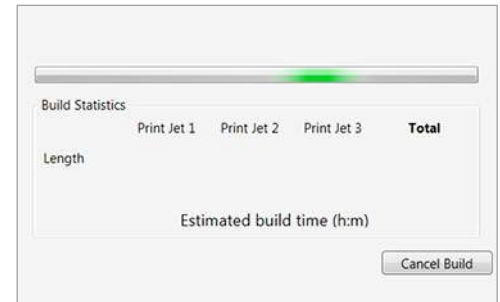 Build Statistics
Print Jet 1 Print Jet 2 Print Jet 3 Total
Length
Estimated build time (h:m)
Cancel Build